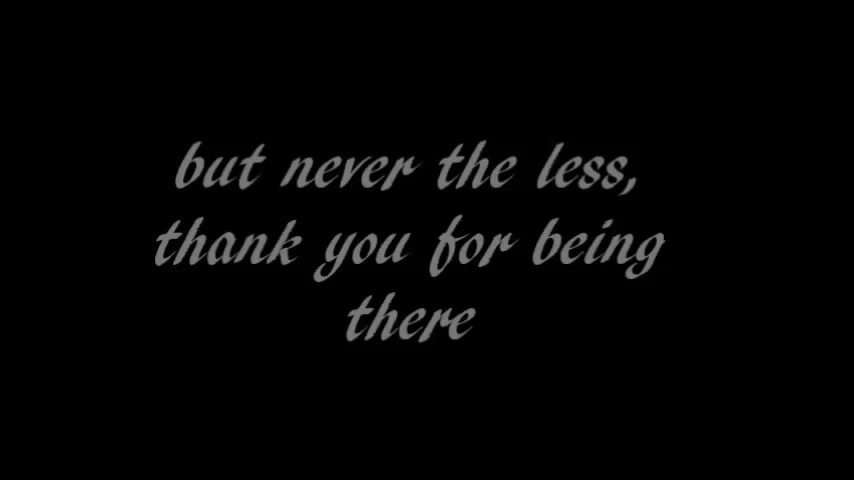 but never the less,
thank you for being
there